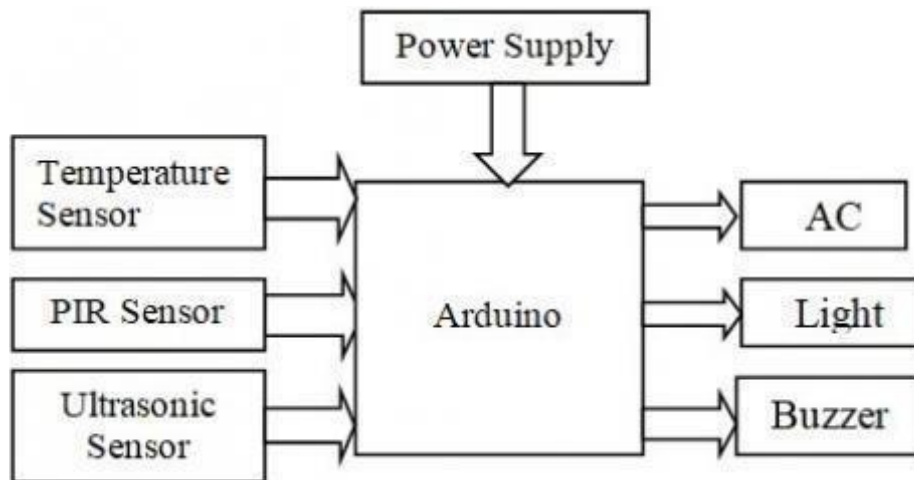 Power Supply
Temperature
Sensor
PIR Sensor
Ultrasonic
Sensor
Arduino
AC
Light
Buzzer